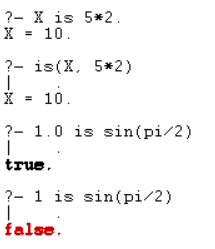 ?- X is 5*2.
X = 10.
?- is(X, 5*2)
|    .
X = 10.
?- 1.0 is sin(pi/2)
|    .
true.
?- 1 is sin(pi/2)
|    .
false.